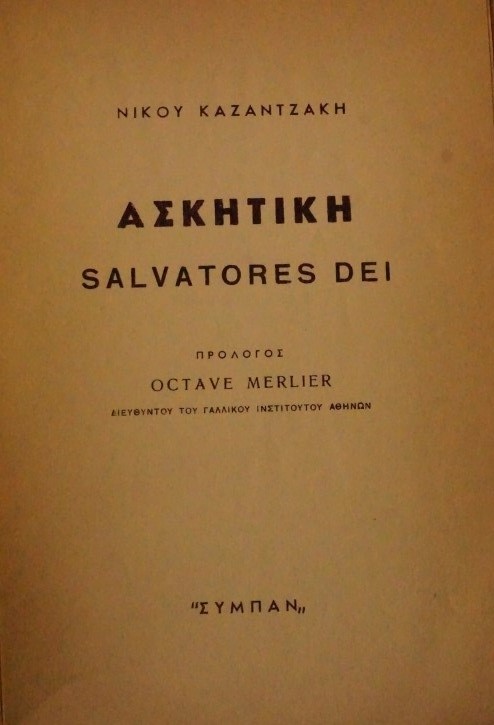 ΝΙΚΟΥ ΚΑΖΑΝΤΖΑΚΗ
ΑΣΚΗΤΙΚΗ
SALVATORES DEI
ΠΡΟΛΟΓΟΣ
OCTAVE MERLIER
ΔΙΕΥΘΥΝΤΟΥ ΤΟΥ ΓΑΛΛΙΚΟΥ ΙΝΣΤΙΤΟΥΤΟΥ ΑΘΗΝΩΝ
"ΣΥΜΠΑΝ„